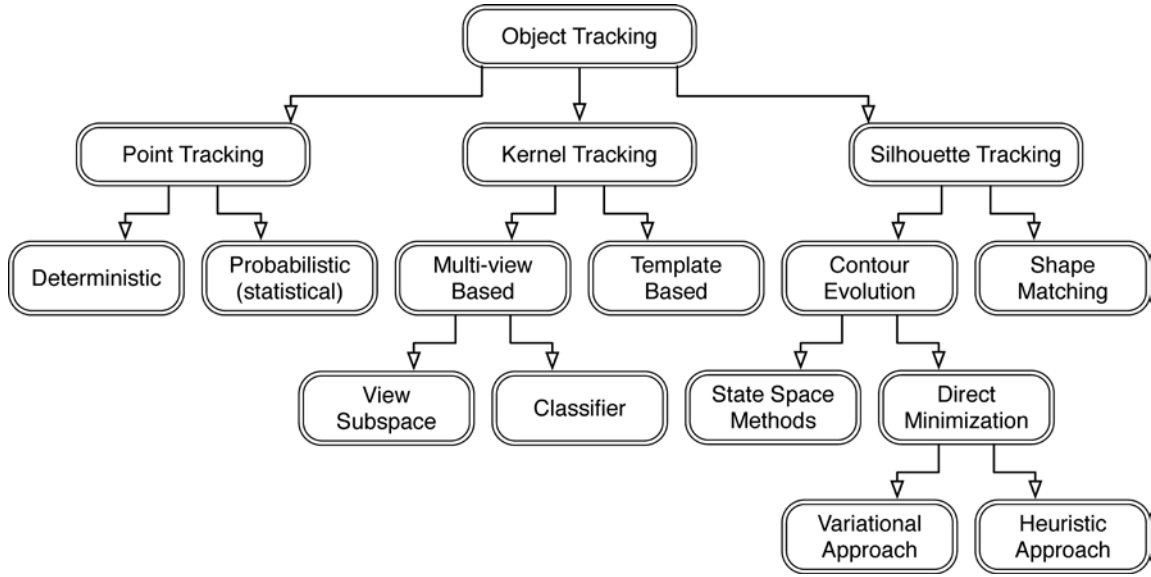 Object Tracking
Point Tracking
Kernel Tracking
Silhouette Tracking
Deterministic
Probabilistic
(statistical)
Multi-view
Based
Template
Based
Contour
Evolution
Shape
Matching
View
Subspace
Classifier
State Space
Methods
Direct
Minimization
Variational
Approach
Heuristic
Approach